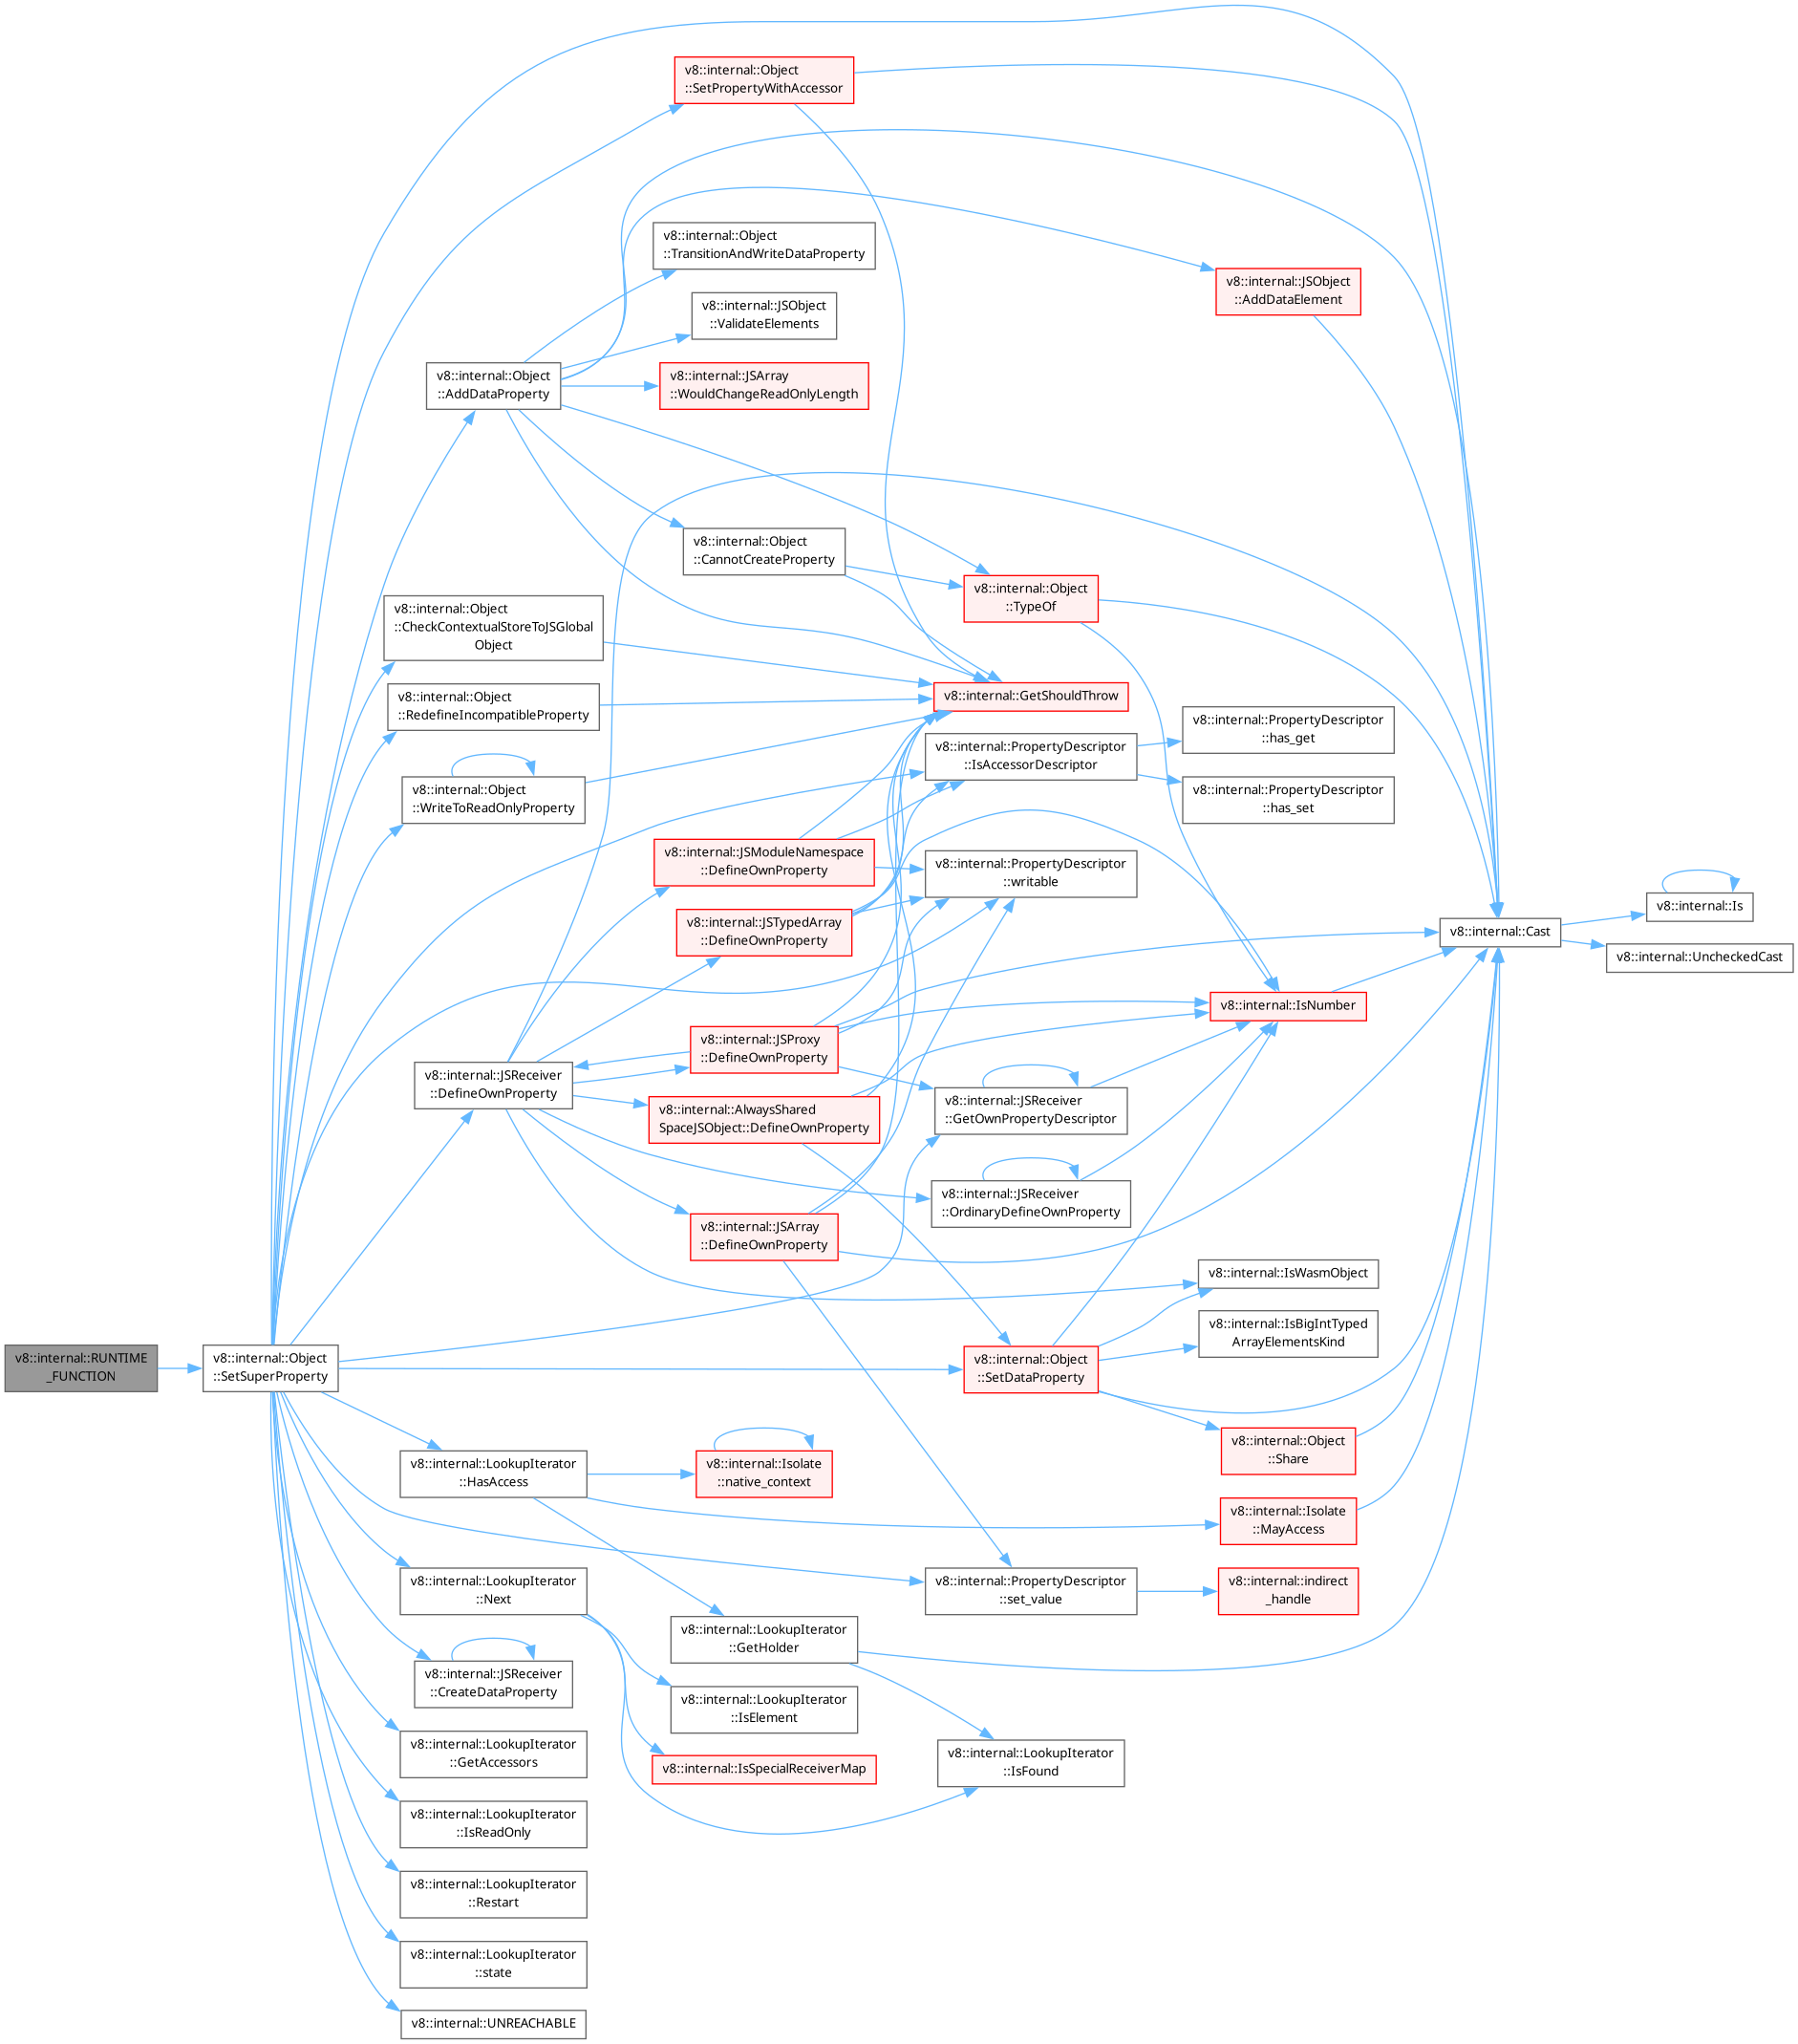 v8::internal::Object
::SetPropertyWithAccessor
v8::internal::Object
::TransitionAndWriteDataProperty
v8::internal::JSObject
::AddDataElement
v8::internal::JSObject
::ValidateElements
v8::internal::Object
::AddDataProperty
v8::internal::JSArray
::WouldChangeReadOnlyLength
v8::internal::Object
::CannotCreateProperty
v8::internal::Object
::TypeOf
v8::internal::Object
::CheckContextualStoreToJSGlobal
Object
v8::internal::Object
::RedefineIncompatibleProperty
v8::internal::GetShouldThrow
v8::internal::PropertyDescriptor
::has_get
v8::internal::PropertyDescriptor
::IsAccessorDescriptor
v8::internal::Object
::WriteToReadOnlyProperty
v8::internal::PropertyDescriptor
::has_set
v8::internal::JSModuleNamespace
::DefineOwnProperty
v8::internal::PropertyDescriptor
::writable
v8::internal::Is
v8::internal::JSTypedArray
::DefineOwnProperty
v8::internal::Cast
v8::internal::UncheckedCast
v8::internal::IsNumber
v8::internal::JSProxy
::DefineOwnProperty
v8::internal::JSReceiver
::DefineOwnProperty
v8::internal::AlwaysShared
SpaceJSObject::DefineOwnProperty
v8::internal::JSReceiver
::GetOwnPropertyDescriptor
v8::internal::JSReceiver
::OrdinaryDefineOwnProperty
v8::internal::JSArray
::DefineOwnProperty
v8::internal::IsWasmObject
v8::internal::IsBigIntTyped
ArrayElementsKind
v8::internal::RUNTIME
_FUNCTION
v8::internal::Object
::SetSuperProperty
v8::internal::Object
::SetDataProperty
v8::internal::Object
::Share
v8::internal::LookupIterator
::HasAccess
v8::internal::Isolate
::native_context
v8::internal::Isolate
::MayAccess
v8::internal::LookupIterator
::Next
v8::internal::PropertyDescriptor
::set_value
v8::internal::indirect
_handle
v8::internal::LookupIterator
::GetHolder
v8::internal::JSReceiver
::CreateDataProperty
v8::internal::LookupIterator
::IsElement
v8::internal::LookupIterator
::GetAccessors
v8::internal::IsSpecialReceiverMap
v8::internal::LookupIterator
::IsFound
v8::internal::LookupIterator
::IsReadOnly
v8::internal::LookupIterator
::Restart
v8::internal::LookupIterator
::state
v8::internal::UNREACHABLE